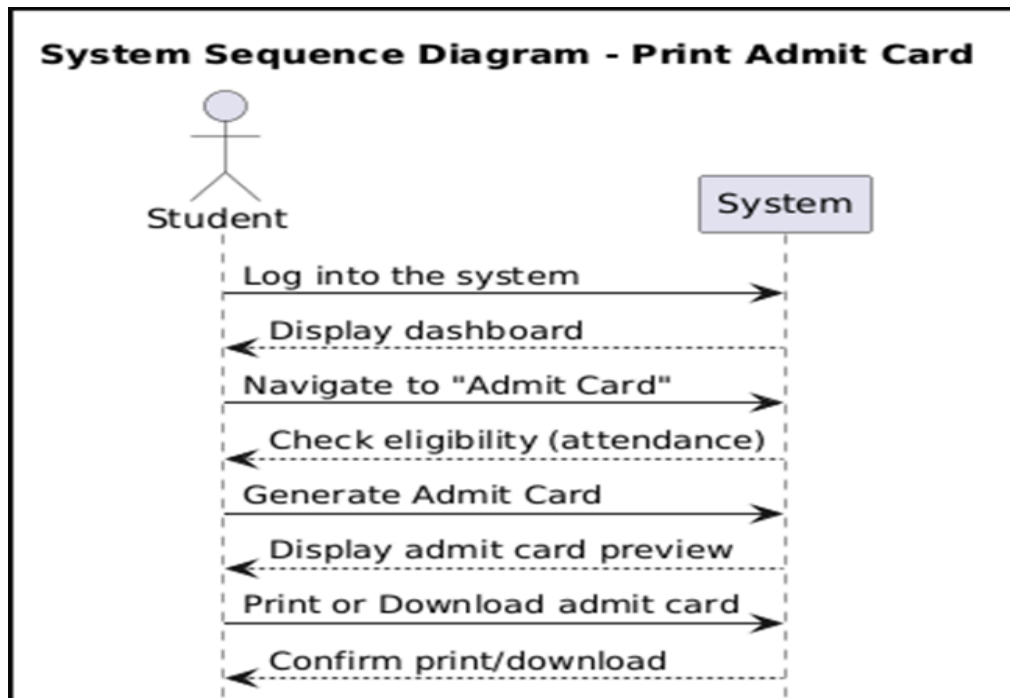 System Sequence Diagram - Print Admit Card
Student
System
Log into the system
Display dashboard
Navigate to "Admit Card"
Check eligibility (attendance)
Generate Admit Card
Display admit card preview
Print or Download admit card
Confirm print/download